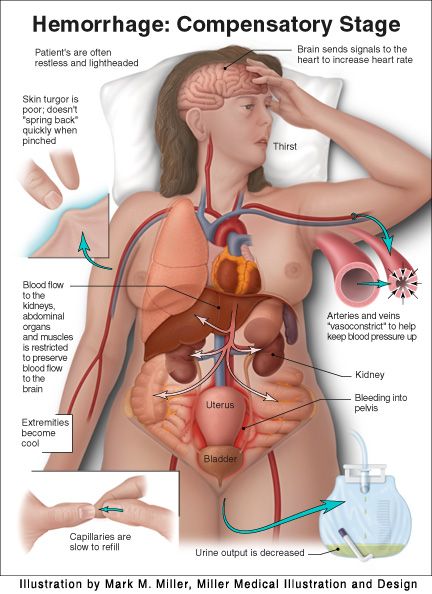 Hemorrhage: Compensatory Stage
Patient's are often
restless and lightheaded
Brain sends signals to the
heart to increase heart rate
Skin turgor is
poor; doesn't
"spring back"
quickly when
pinched
Thirst
Blood flow
to the
kidneys,
abdominal
organs
and muscles
is restricted
to preserve
blood flow
to the
brain
Arteries and veins
"vasoconstrict" to help
keep blood pressure up
Kidney
Bleeding into
pelvis
Uterus
Extremities
become
cool
Bladder
Capillaries are
slow to refill
Urine output is decreased
Illustration by Mark M. Miller, Miller Medical Illustration and Design